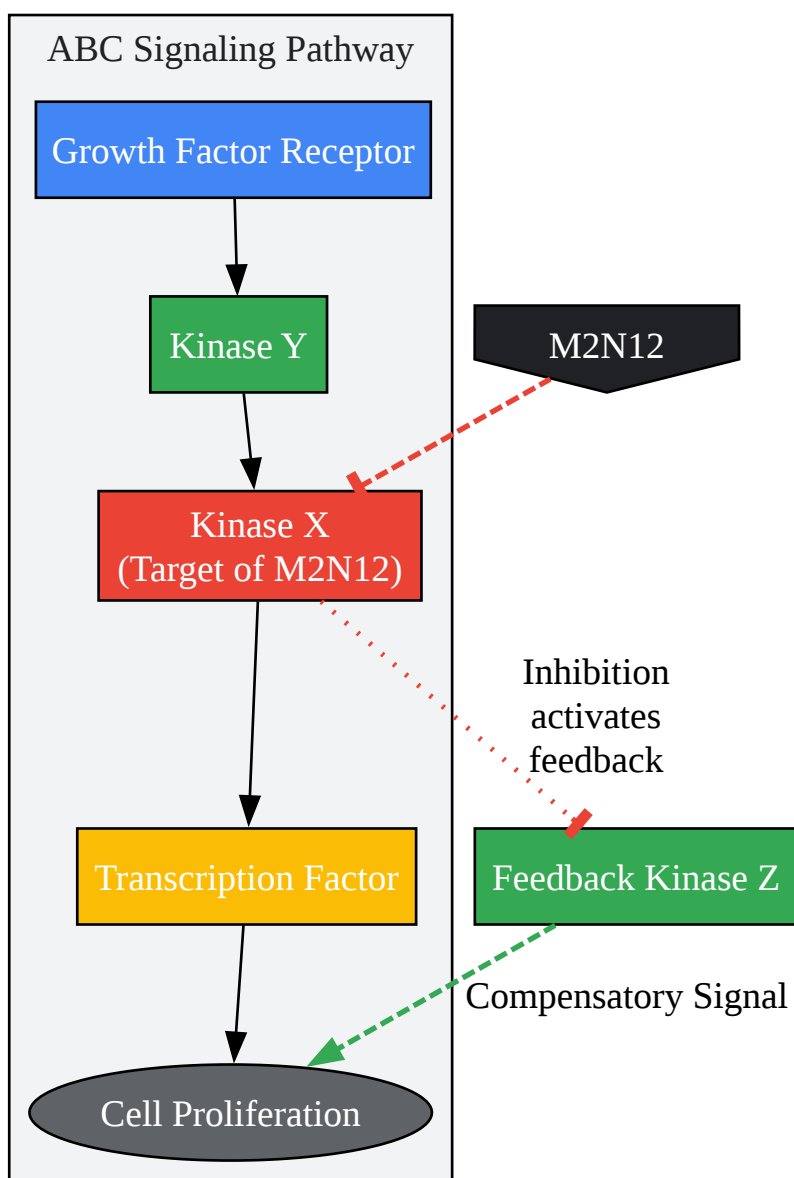 ABC Signaling Pathway
Growth Factor Receptor
Kinase Y
M2N12
Kinase X
(Target of M2N12)
Inhibition
activates
feedback
Transcription Factor
Feedback Kinase Z
Compensatory Signal
Cell Proliferation